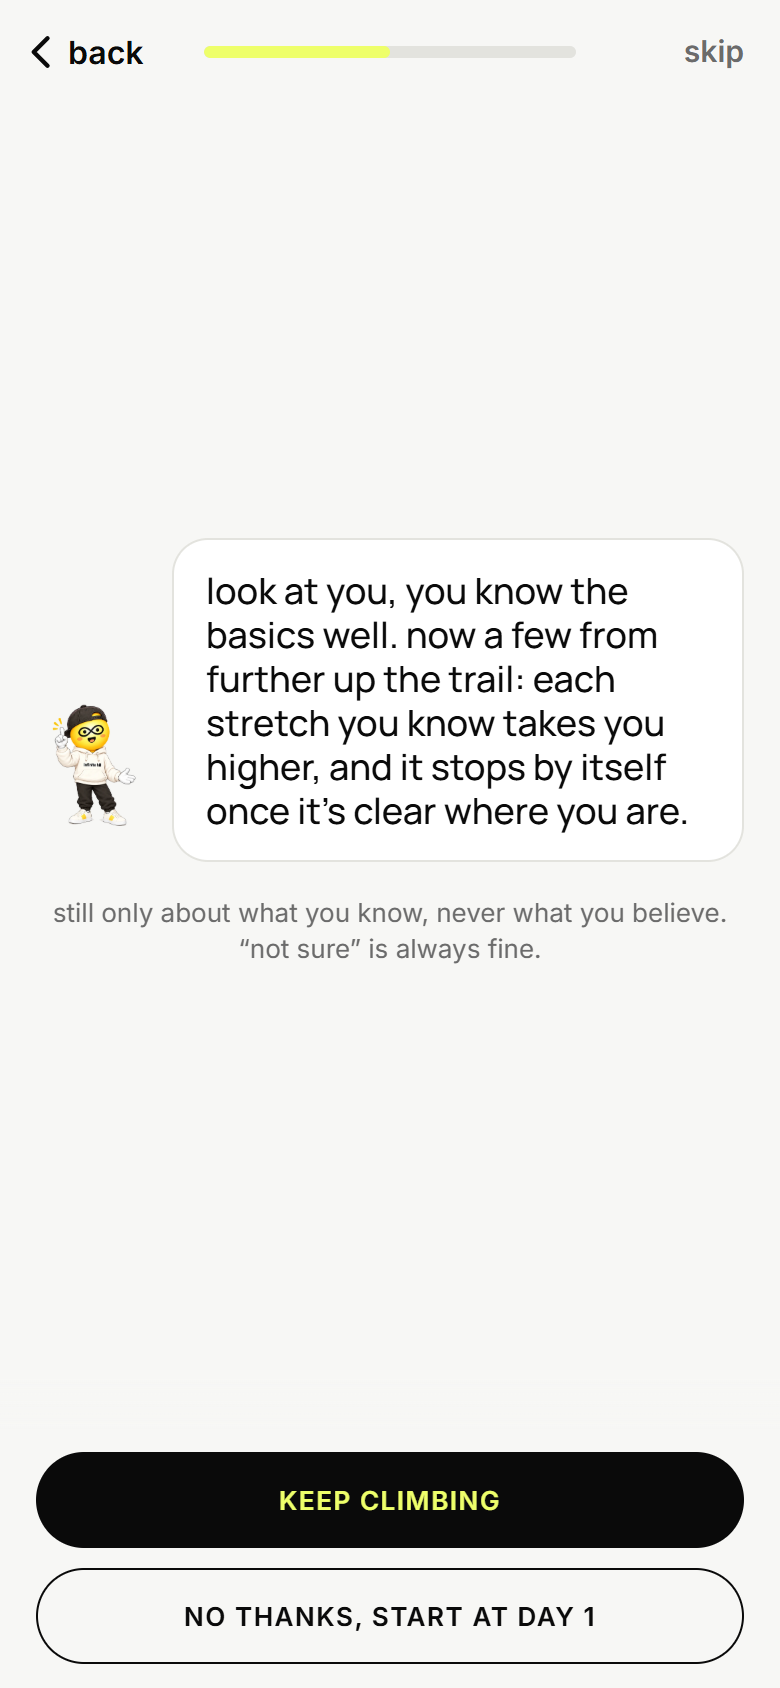 back
skip
look at you, you know the
basics well. now a few from
further up the trail: each
stretch you know takes you
higher, and it stops by itself
once it’s clear where you are.
still only about what you know, never what you believe.
“not sure” is always fine.
KEEP CLIMBING
NO THANKS, START AT DAY 1